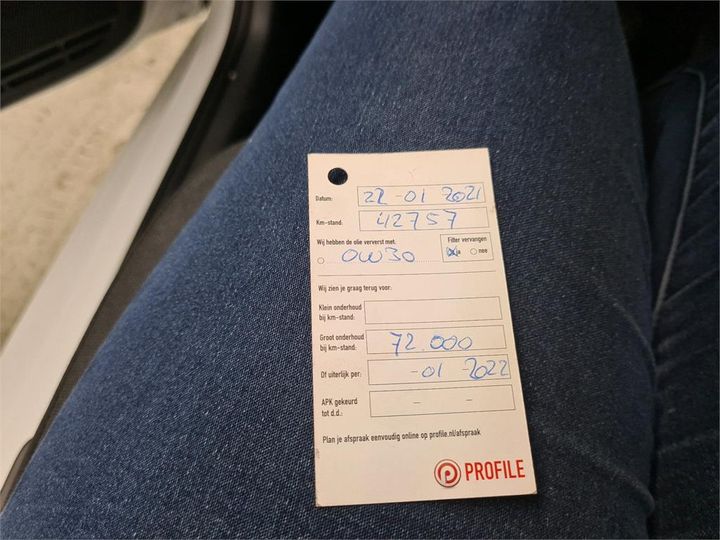 Datum: 22-01 2021
Km-stand: 42757
Wij hebben de olie ververst met: Filter vervangen
0W30 ja nee
Wij zien je graag terug voor:
Klein onderhoud
bij km-stand:
Groot onderhoud
bij km-stand: 72.000
Of uiterlijk per: -01 -2022
APK gekeurd
tot d.d.: - -
Plan je afspraak eenvoudig online op profile.nl/afspraak
PROFILE